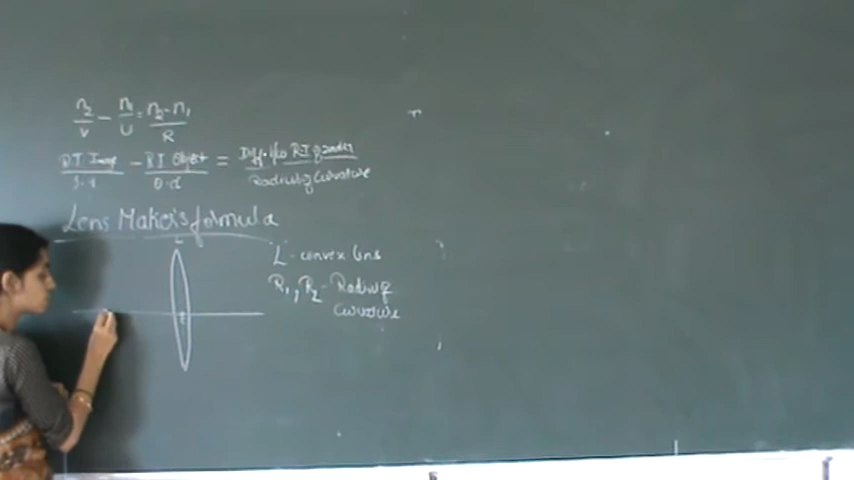 n₂/v - n₁/u = n₂-n₁/R
RI Image/I.d - RI Object/O.d = Diff. b/w RI of media/Radius of curvature
Lens Maker's formula
L
L - convex lens
R₁, R₂ - Radius of
curvature